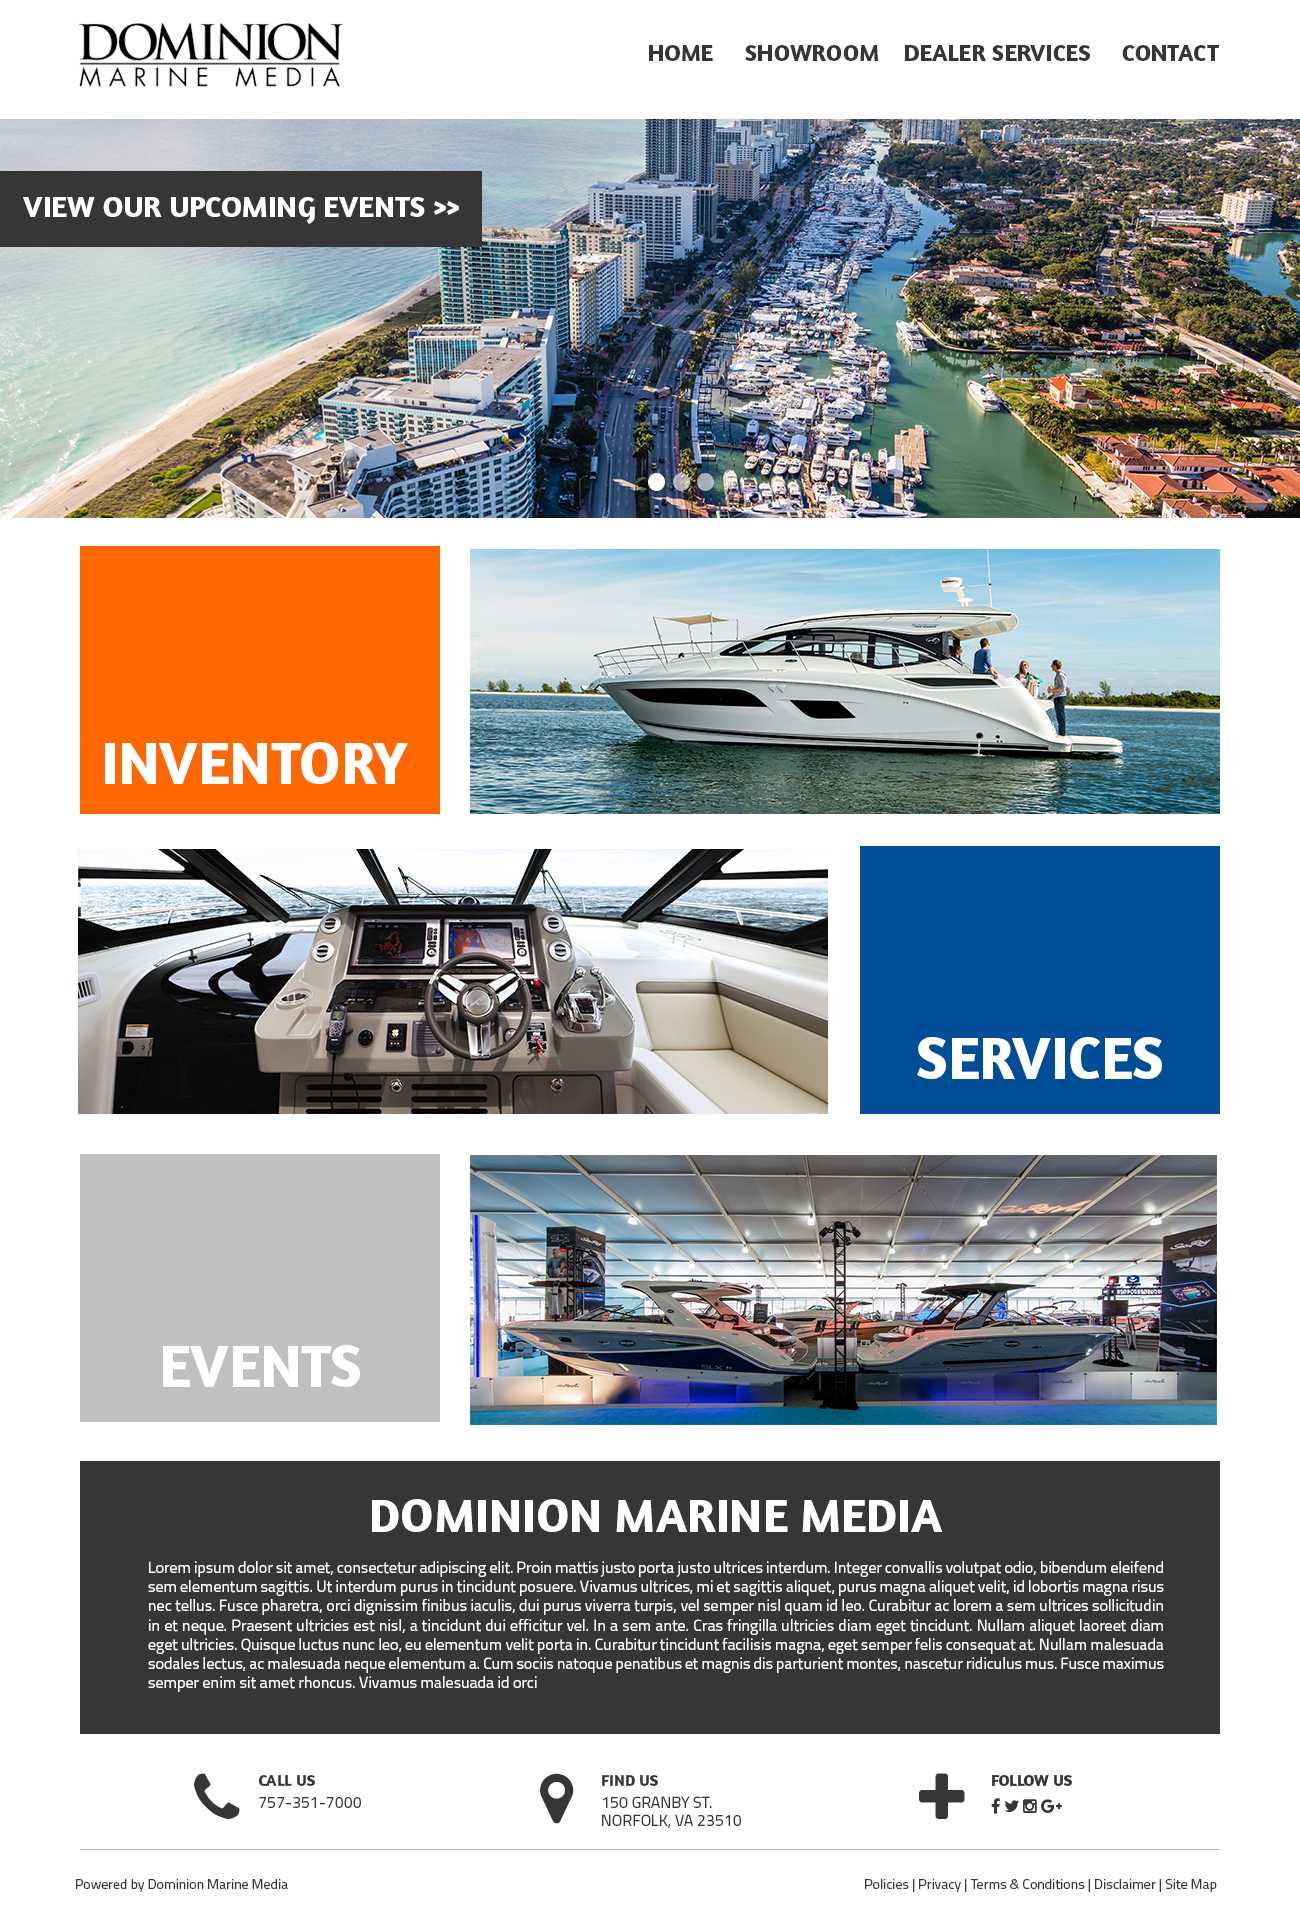 DOMINION
MARINE MEDIA
HOME SHOWROOM DEALER SERVICES CONTACT
VIEW OUR UPCOMING EVENTS >>
INVENTORY
SERVICES
EVENTS
SLX
SeaRay
DOMINION MARINE MEDIA
Lorem ipsum dolor sit amet, consectetur adipiscing elit. Proin mattis justo porta justo ultrices interdum. Integer convallis volutpat odio, bibendum eleifend
sem elementum sagittis. Ut interdum purus in tincidunt posuere. Vivamus ultrices, mi et sagittis aliquet, purus magna aliquet velit, id lobortis magna risus
nec tellus. Fusce pharetra, orci dignissim finibus iaculis, dui purus viverra turpis, vel semper nisl quam id leo. Curabitur ac lorem a sem ultrices sollicitudin
in et neque. Praesent ultricies est nisl, a tincidunt dui efficitur vel. In a sem ante. Cras fringilla ultricies diam eget tincidunt. Nullam aliquet laoreet diam
eget ultricies. Quisque luctus nunc leo, eu elementum velit porta in. Curabitur tincidunt facilisis magna, eget semper felis consequat at. Nullam malesuada
sodales lectus, ac malesuada neque elementum a. Cum sociis natoque penatibus et magnis dis parturient montes, nascetur ridiculus mus. Fusce maximus
semper enim sit amet rhoncus. Vivamus malesuada id orci
CALL US
757-351-7000
FIND US
150 GRANBY ST.
NORFOLK, VA 23510
FOLLOW US
Powered by Dominion Marine Media
Policies | Privacy | Terms & Conditions | Disclaimer | Site Map